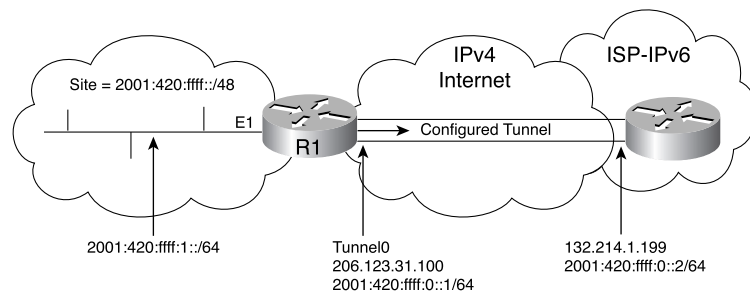 Site = 2001:420:ffff::/48
IPv4
Internet
ISP-IPv6
E1
R1
Configured Tunnel
2001:420:ffff:1::/64
Tunnel0
206.123.31.100
2001:420:ffff:0::1/64
132.214.1.199
2001:420:ffff:0::2/64